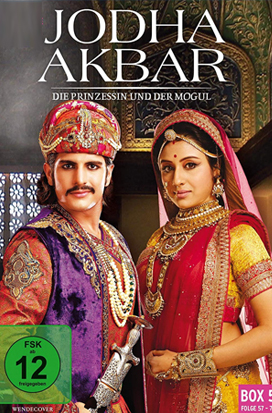 JODHA
AKBAR
DIE PRINZESSIN UND DER MOGUL
FSK
ab
12
freigegeben
WENDECOVER
BOX 5
FOLGE 57-